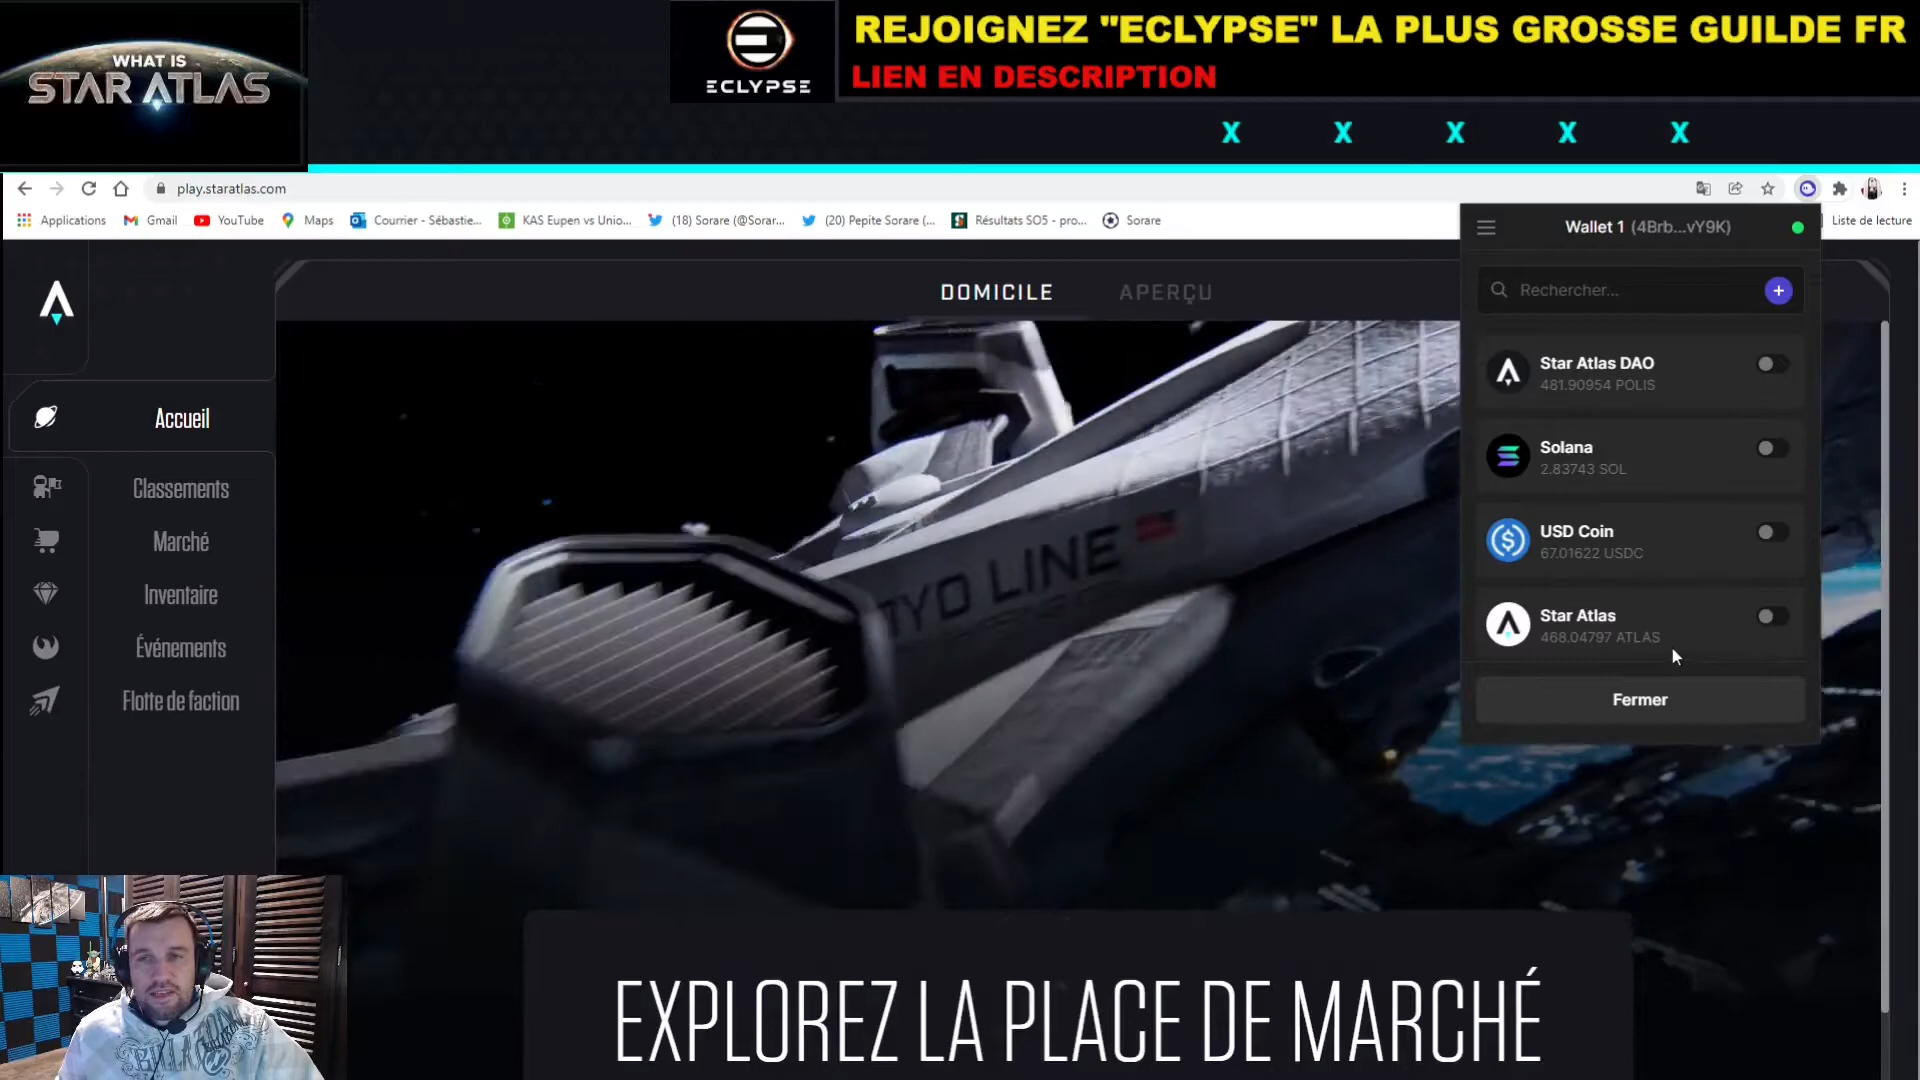 WHAT IS
STAR ATLAS
ECLYPSE
REJOIGNEZ "ECLYPSE" LA PLUS GROSSE GUILDE FR
LIEN EN DESCRIPTION
X X X X X
play.staratlas.com
Applications
Gmail
YouTube
Maps
Courrier - Sébastie...
KAS Eupen vs Unio...
(18) Sorare (@Sorar...
(20) Pepite Sorare (...
Résultats SO5 - pro...
Sorare
Liste de lecture
Wallet 1 (4Brb...vY9K)
Rechercher...
Star Atlas DAO
481.90954 POLIS
Solana
2.83743 SOL
USD Coin
67.01622 USDC
Star Atlas
468.04797 ATLAS
Fermer
DOMICILE
APERÇU
Accueil
Classements
Marché
Inventaire
Événements
Flotte de faction
OYO LINE
EXPLOREZ LA PLACE DE MARCHÉ